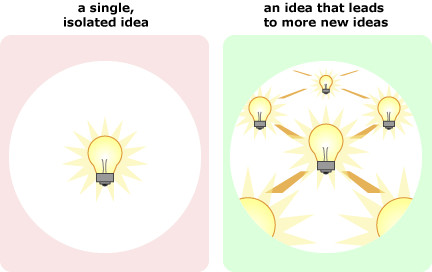 a single,
isolated idea
an idea that leads
to more new ideas